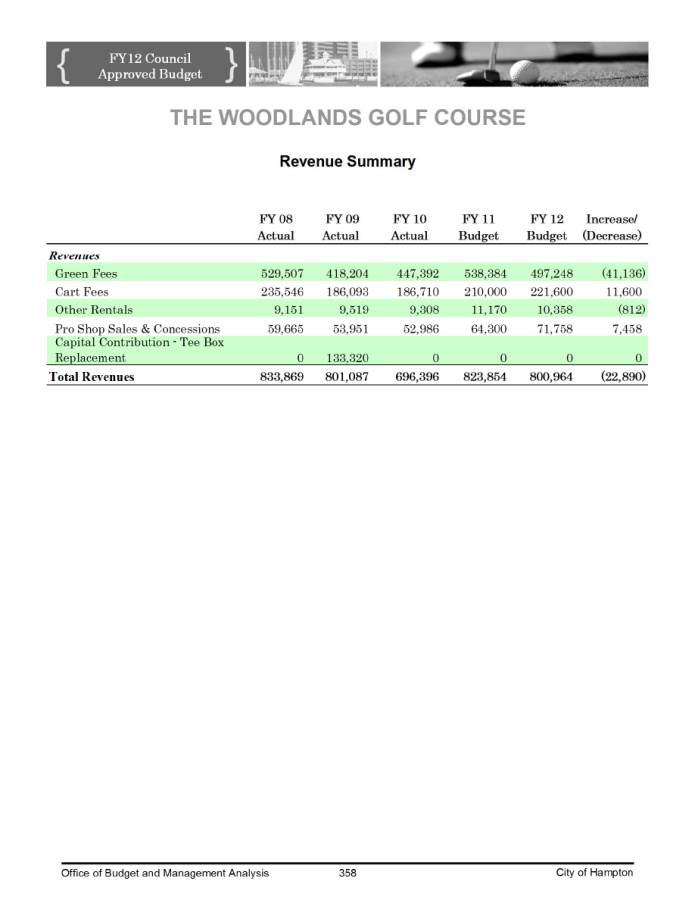 FY12 Council
Approved Budget
THE WOODLANDS GOLF COURSE
Revenue Summary
FY 08 FY 09 FY 10 FY 11 FY 12 Increase/
Actual Actual Actual Budget Budget (Decrease)
Revenues
Green Fees 529,507 418,204 447,392 538,384 497,248 (41,136)
Cart Fees 235,546 186,093 186,710 210,000 221,600 11,600
Other Rentals 9,151 9,519 9,308 11,170 10,358 (812)
Pro Shop Sales & Concessions 59,665 53,951 52,986 64,300 71,758 7,458
Capital Contribution - Tee Box
Replacement 0 133,320 0 0 0 0
Total Revenues 833,869 801,087 696,396 823,854 800,964 (22,890)
Office of Budget and Management Analysis 358 City of Hampton